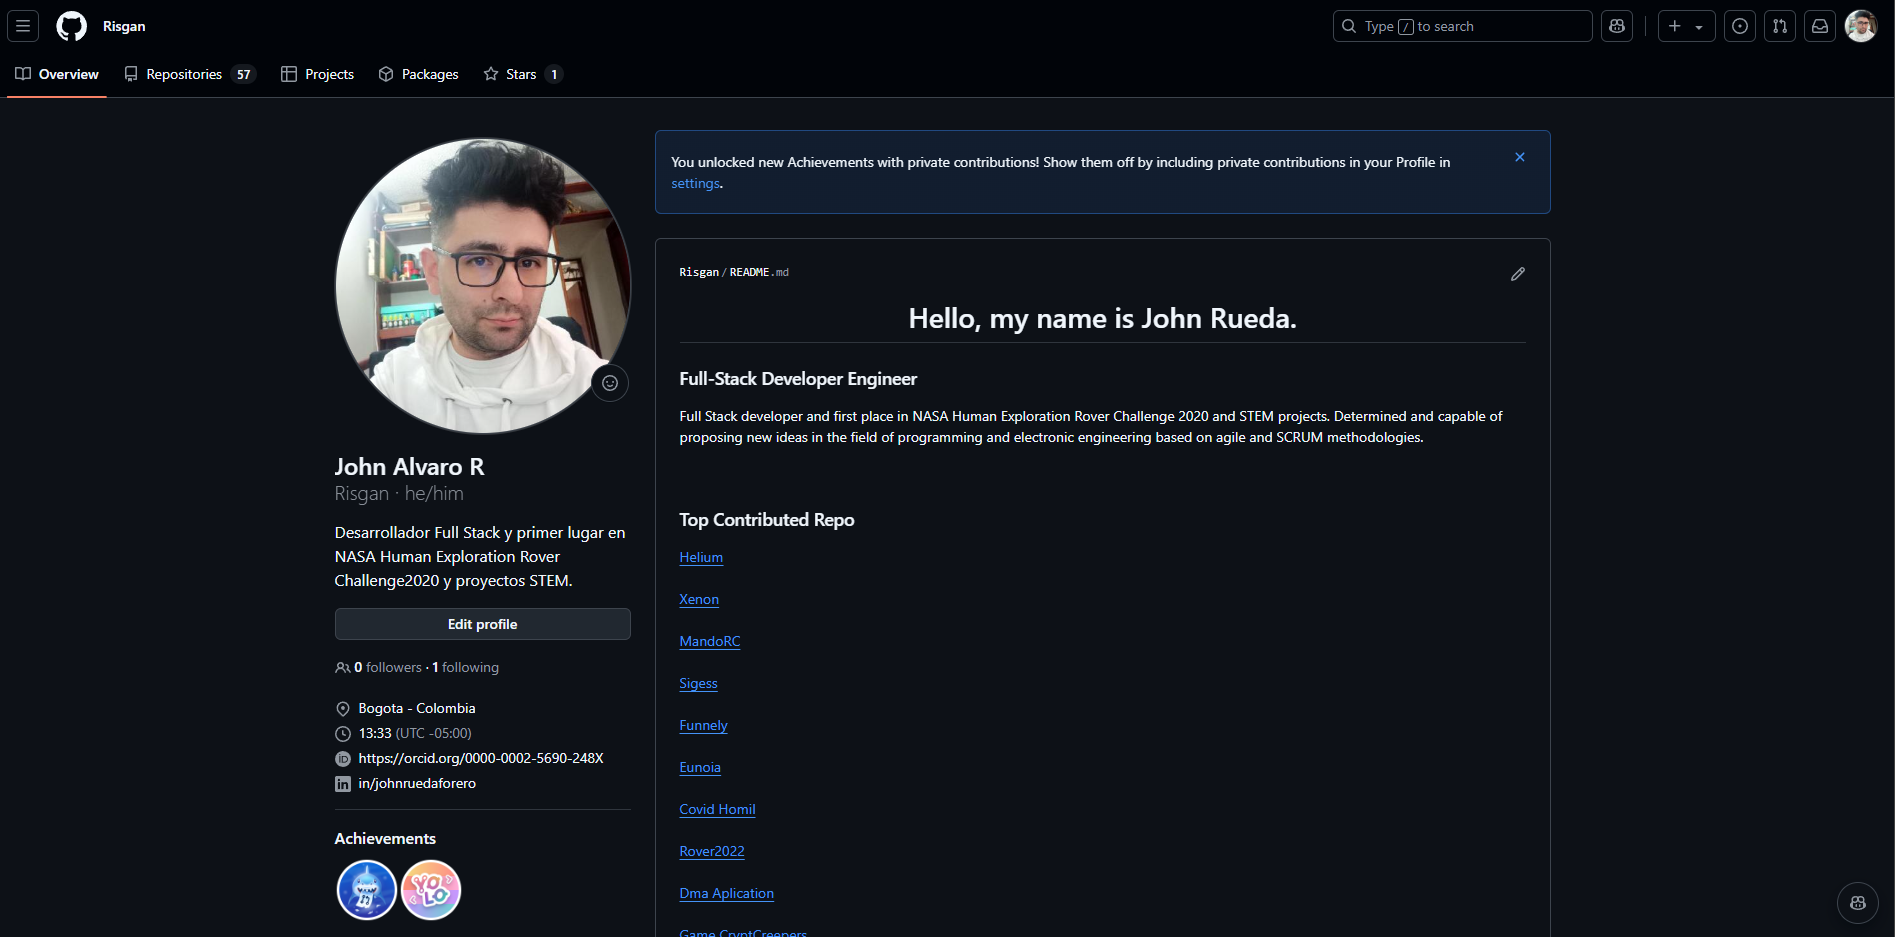 Risgan
Type / to search
Overview
Repositories 57
Projects
Packages
Stars 1
John Alvaro R
Risgan · he/him
Desarrollador Full Stack y primer lugar en
NASA Human Exploration Rover
Challenge2020 y proyectos STEM.
Edit profile
0 followers · 1 following
Bogota - Colombia
13:33 (UTC -05:00)
iD
https://orcid.org/0000-0002-5690-248X
in
in/johnruedaforero
Achievements
YOLO
You unlocked new Achievements with private contributions! Show them off by including private contributions in your Profile in
settings.
Risgan/README.md
Hello, my name is John Rueda.
Full-Stack Developer Engineer
Full Stack developer and first place in NASA Human Exploration Rover Challenge 2020 and STEM projects. Determined and capable of
proposing new ideas in the field of programming and electronic engineering based on agile and SCRUM methodologies.
Top Contributed Repo
Helium
Xenon
MandoRC
Sigess
Funnely
Eunoia
Covid Homil
Rover2022
Dma Aplication
Game CryptCreepers